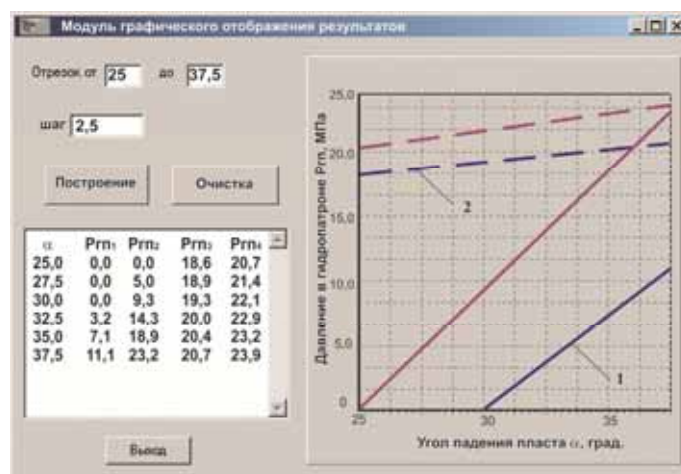 Модуль графического отображения результатов
Отрезок от 25 до 37,5
шаг 2,5
Построение Очистка
α Prn₁ Prn₂ Prn₃ Prn₄
25,0 0,0 0,0 18,6 20,7
27,5 0,0 5,0 18,9 21,4
30,0 0,0 9,3 19,3 22,1
32.5 3,2 14,3 20,0 22,9
35,0 7,1 18,9 20,4 23,2
37,5 11,1 23,2 20,7 23,9
Выход
Давление в гидропатроне Prn, МПа
25,0
20,0
15,0
10,0
5,0
0
25 30 35
2
1
Угол падения пласта α, град.